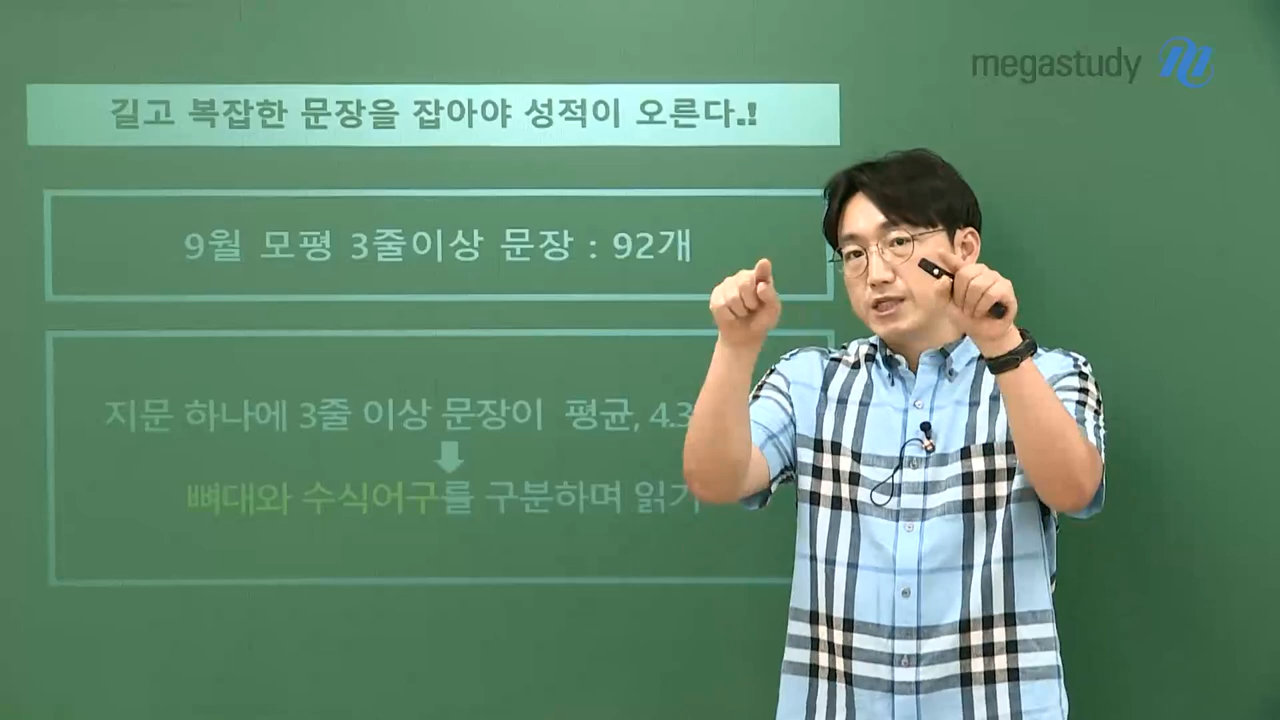 megastudy
길고 복잡한 문장을 잡아야 성적이 오른다.!
9월 모평 3줄이상 문장 : 92개
지문 하나에 3줄 이상 문장이 평균, 4.3
뼈대와 수식어구를 구분하며 읽기